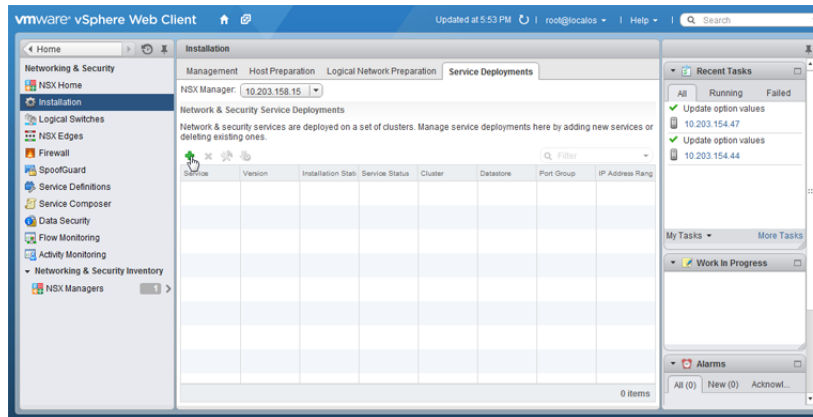 vmware® vSphere Web Client
Updated at 5:53 PM
root@localos
Help
Search
Home
Networking & Security
NSX Home
Installation
Logical Switches
NSX Edges
Firewall
SpoofGuard
Service Definitions
Service Composer
Data Security
Flow Monitoring
Activity Monitoring
Networking & Security Inventory
NSX Managers 1
Installation
Management Host Preparation Logical Network Preparation Service Deployments
NSX Manager: 10.203.158.15
Network & Security Service Deployments
Network & security services are deployed on a set of clusters. Manage service deployments here by adding new services or
deleting existing ones.
Filter
Service Version Installation Stat Service Status Cluster Datastore Port Group IP Address Rang
0 items
Recent Tasks
All Running Failed
Update option values
10.203.154.47
Update option values
10.203.154.44
My Tasks More Tasks
Work In Progress
Alarms
All (0) New (0) Acknowl...